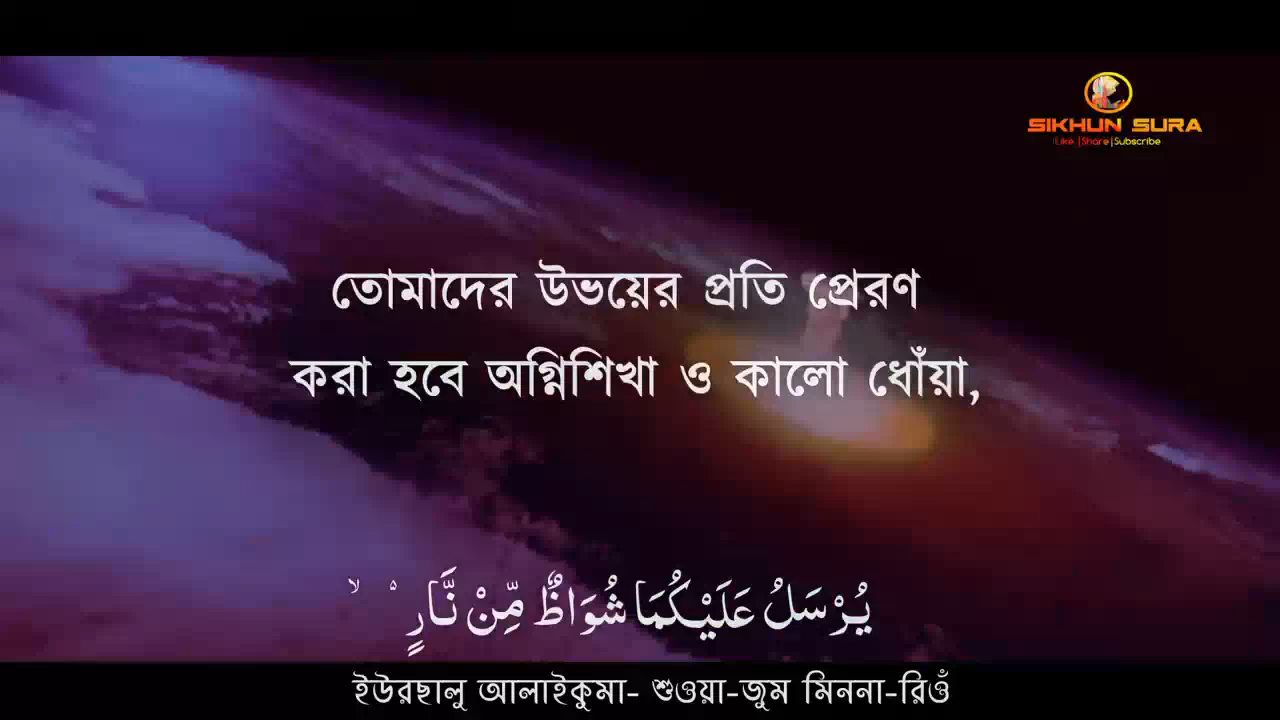 SIKHUN SURA
Like |Share|Subscribe
তোমাদের উভয়ের প্রতি প্রেরণ
করা হবে অগ্নিশিখা ও কালো ধোঁয়া,
يُرْسَلُ عَلَيْكُمَا شُوَاظٌ مِّنْ نَّارٍ ۙ
ইউরছালু আলাইকুমা- শুওয়া-জুম মিননা-রিওঁ